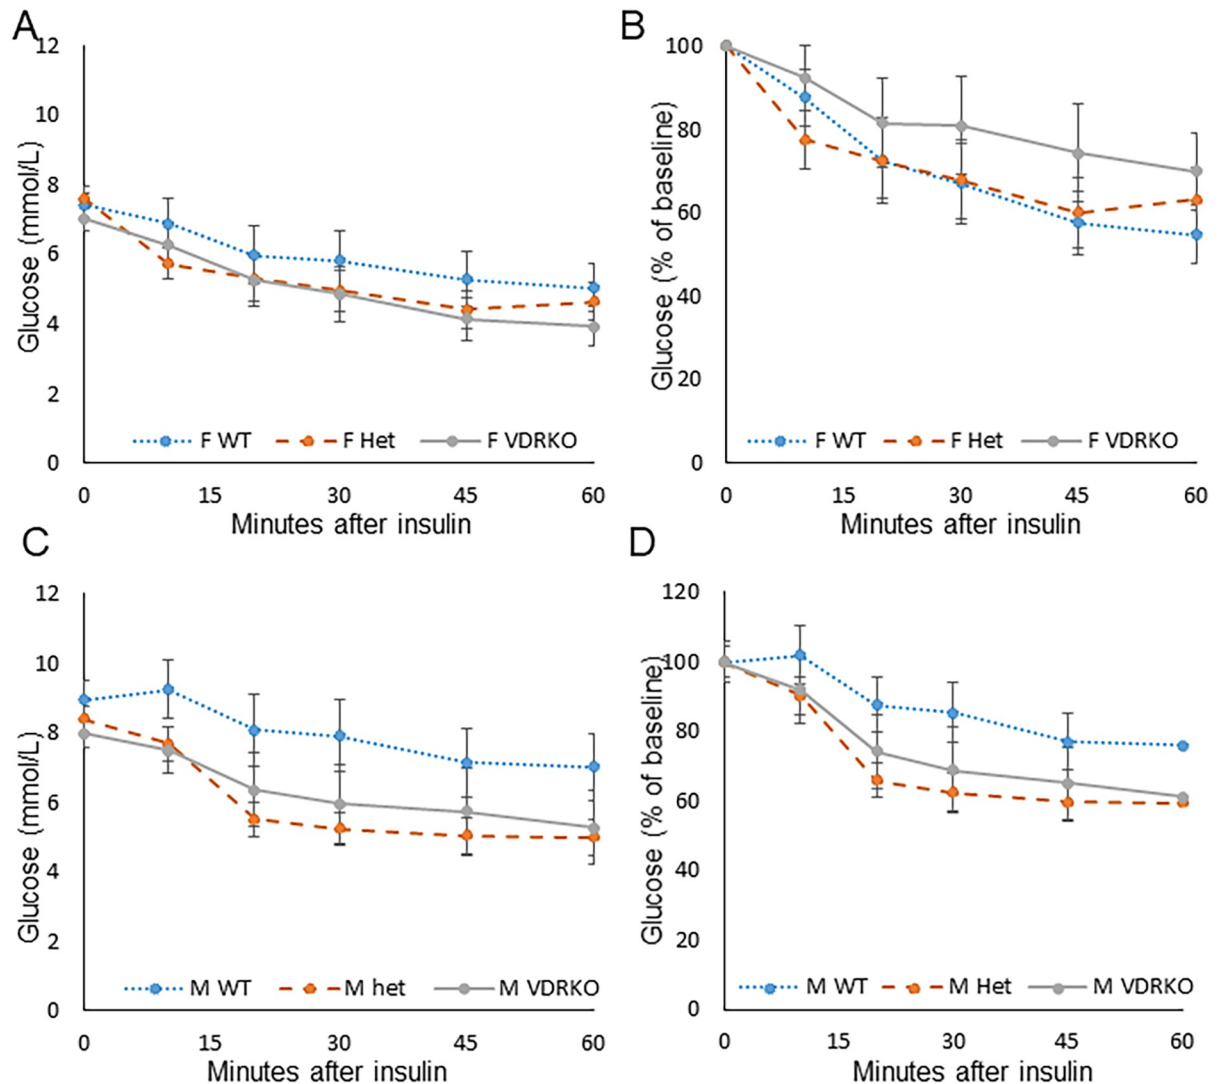 A
12
10
8
6
4
2
0
Glucose (mmol/L)
F WT F Het F VDRKO
0 15 30 45 60
Minutes after insulin
B
100
80
60
40
20
0
Glucose (% of baseline)
F WT F Het F VDRKO
0 15 30 45 60
Minutes after insulin
C
12
10
8
6
4
2
0
Glucose (mmol/L)
M WT M het M VDRKO
0 15 30 45 60
Minutes after insulin
D
120
100
80
60
40
20
0
Glucose (% of baseline)
M WT M Het M VDRKO
0 15 30 45 60
Minutes after insulin